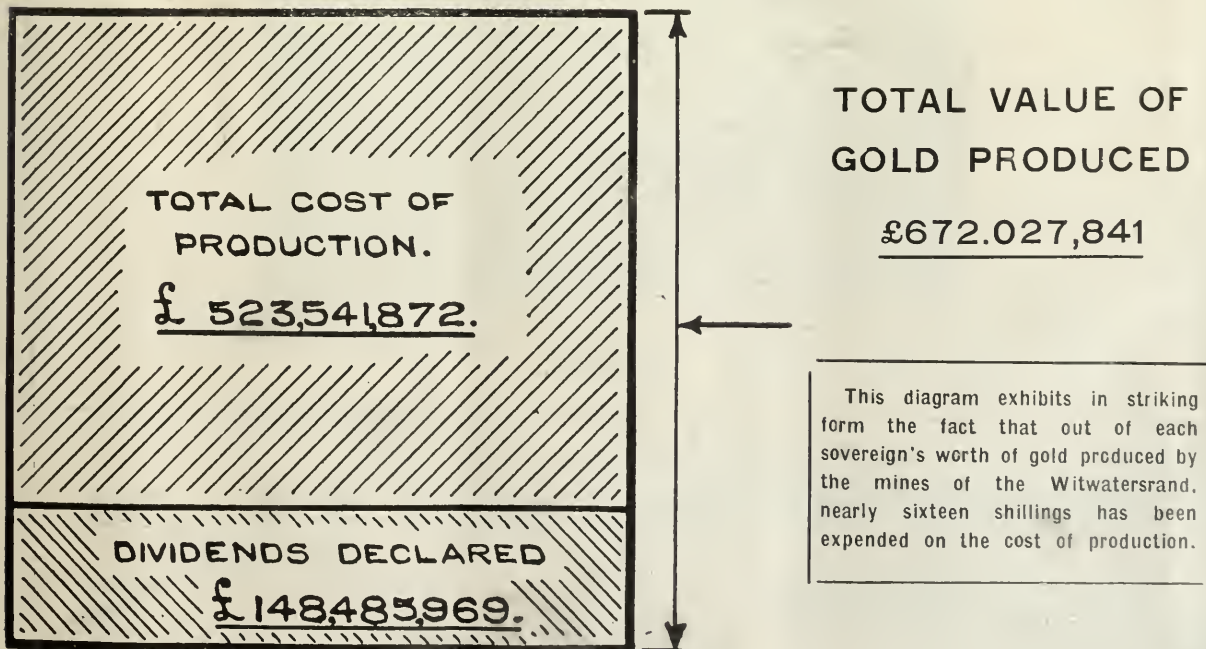 TOTAL COST OF
PRODUCTION.
£ 523,541,872.
DIVIDENDS DECLARED
£148,485,969.
TOTAL VALUE OF
GOLD PRODUCED
£672.027,841
This diagram exhibits in striking
form the fact that out of each
sovereign's worth of gold produced by
the mines of the Witwatersrand.
nearly sixteen shillings has been
expended on the cost of production.